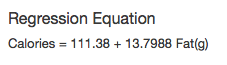 Regression Equation
Calories = 111.38 + 13.7988 Fat(g)